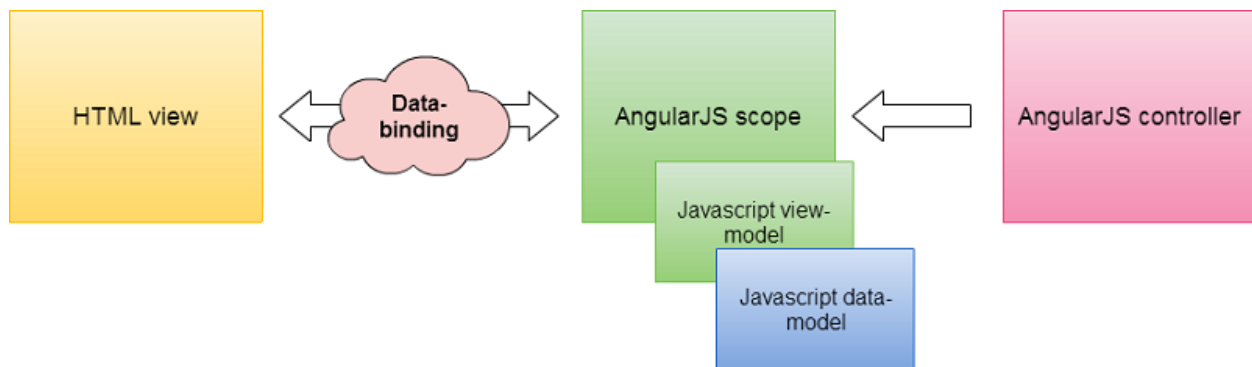 HTML view
Data-
binding
AngularJS scope
AngularJS controller
Javascript view-
model
Javascript data-
model